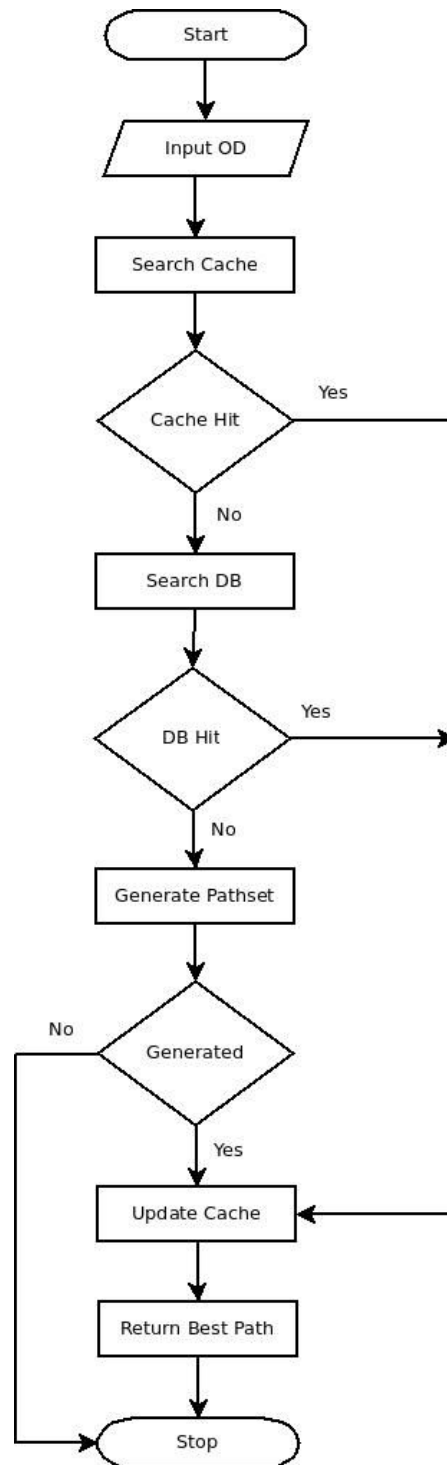 Start
Input OD
Search Cache
Cache Hit
Yes
No
Search DB
DB Hit
Yes
No
Generate Pathset
Generated
No
Yes
Update Cache
Return Best Path
Stop